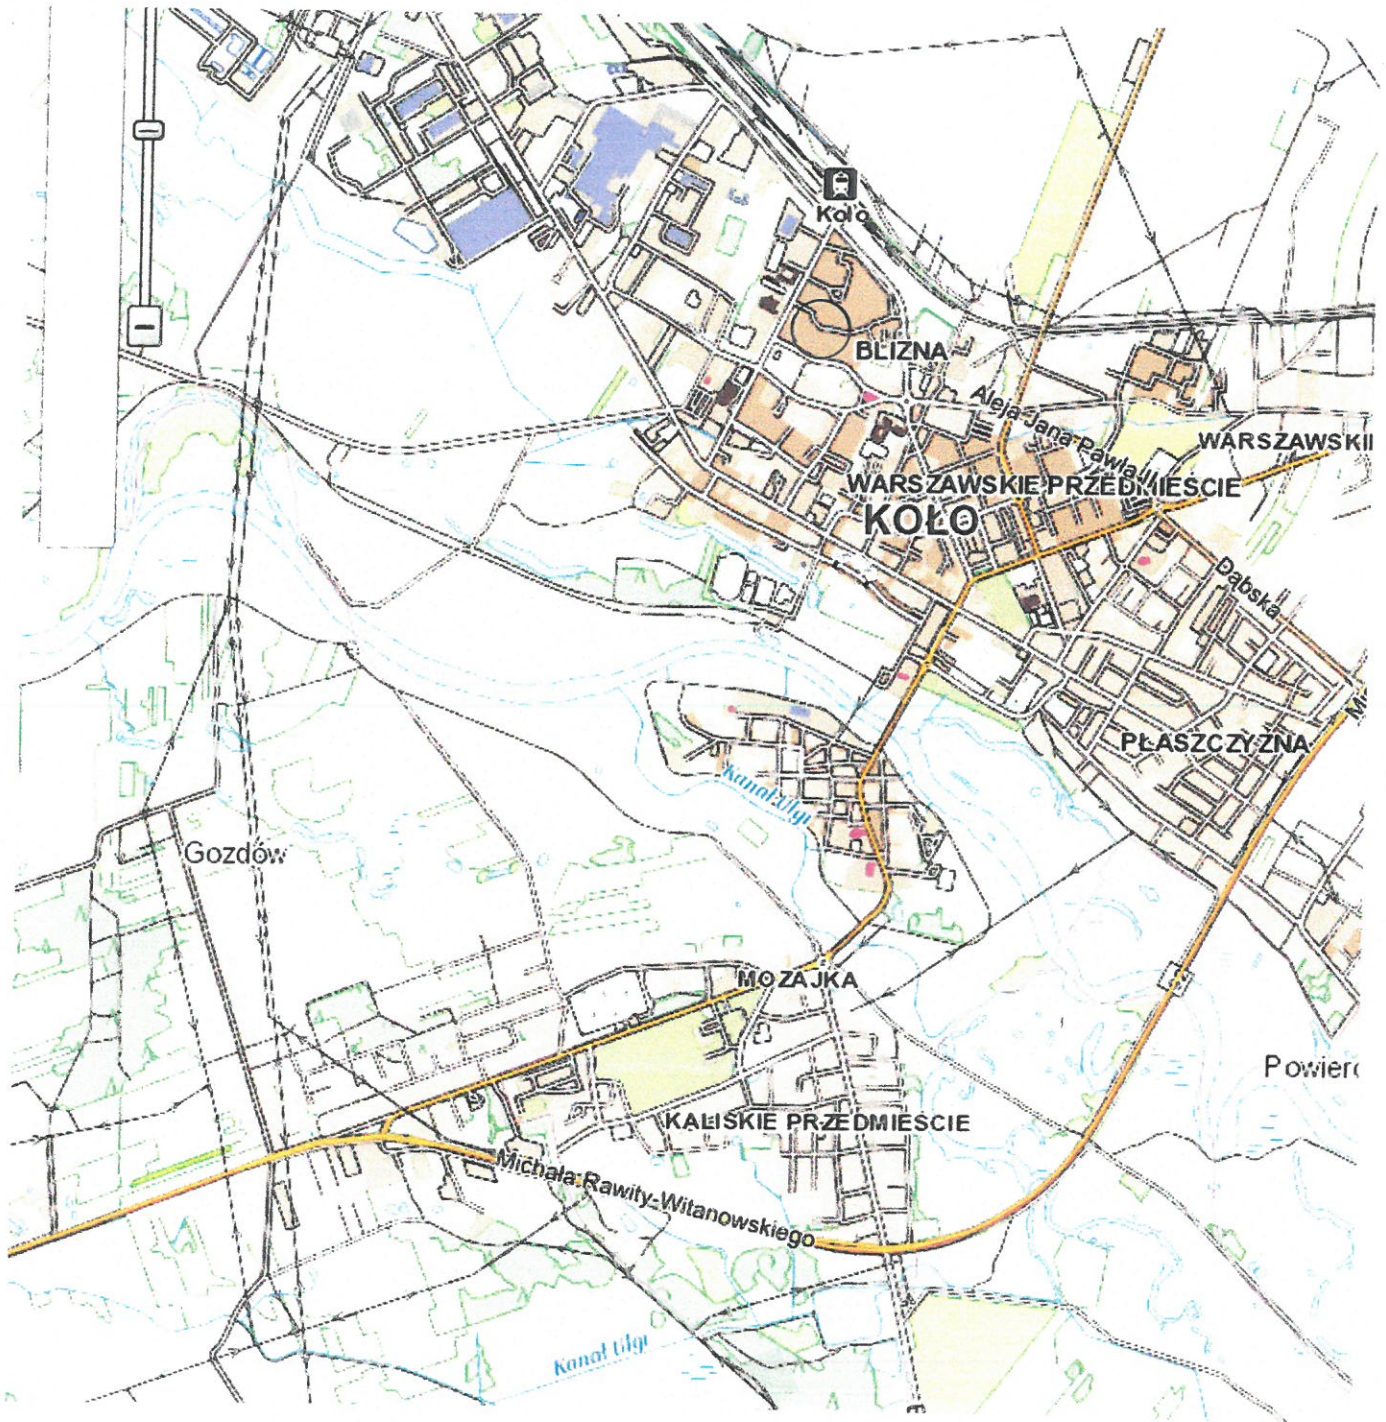 Koło
BLIZNA
Aleja Jana Pawła II
WARSZAWSKI
WARSZAWSKIE PRZEDMIEŚCIE
KOŁO
Dąbska
PŁASZCZYZNA
Kanał Ulgi
Gozdów
MOZAJKA
Powierc
KALISKIE PRZEDMIEŚCIE
Michała Rawity-Witanowskiego
Kanał Ulgi